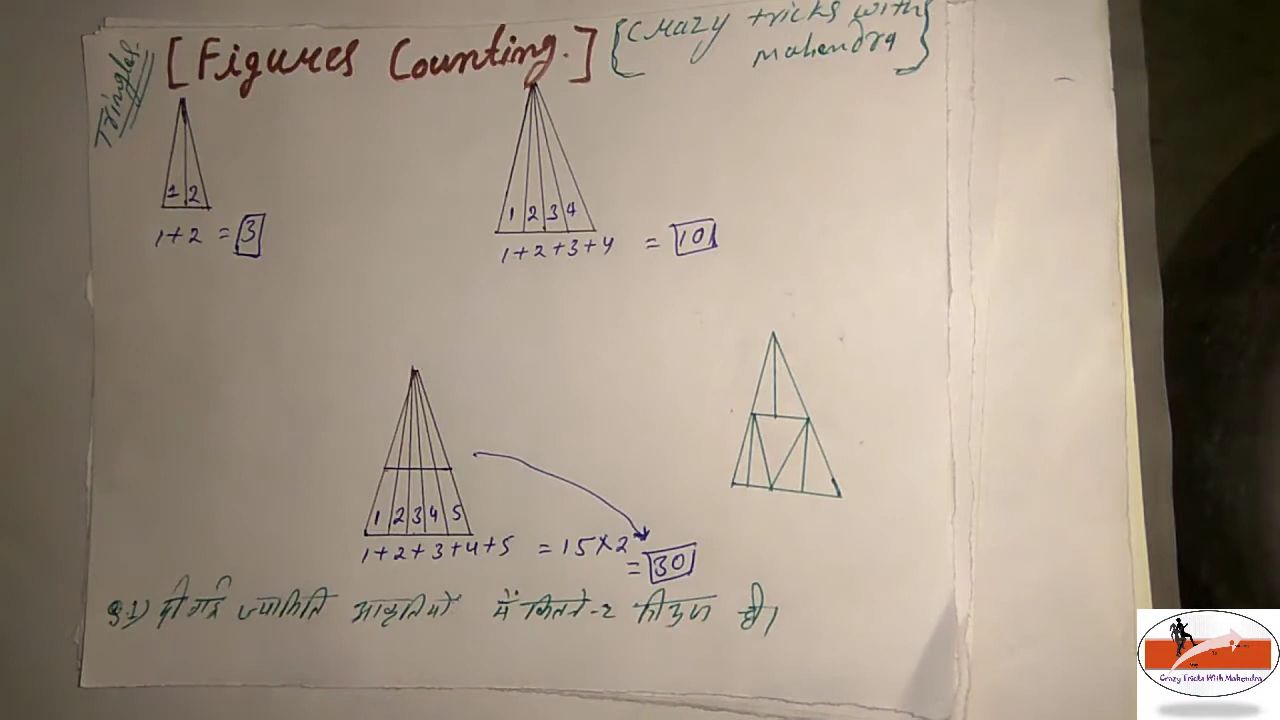 Tringles.
[Figures Counting.] {Crazy tricks with Mahendra}
1 2
1+2 = 3
1 2 3 4
1+2+3+4 = 10
1 2 3 4 5
1+2+3+4+5 = 15×2
= 30
Q.1) दी गई ज्यामिति आकृतियों में कितने-2 त्रिभुज है।
Crazy Tricks With Mahendra